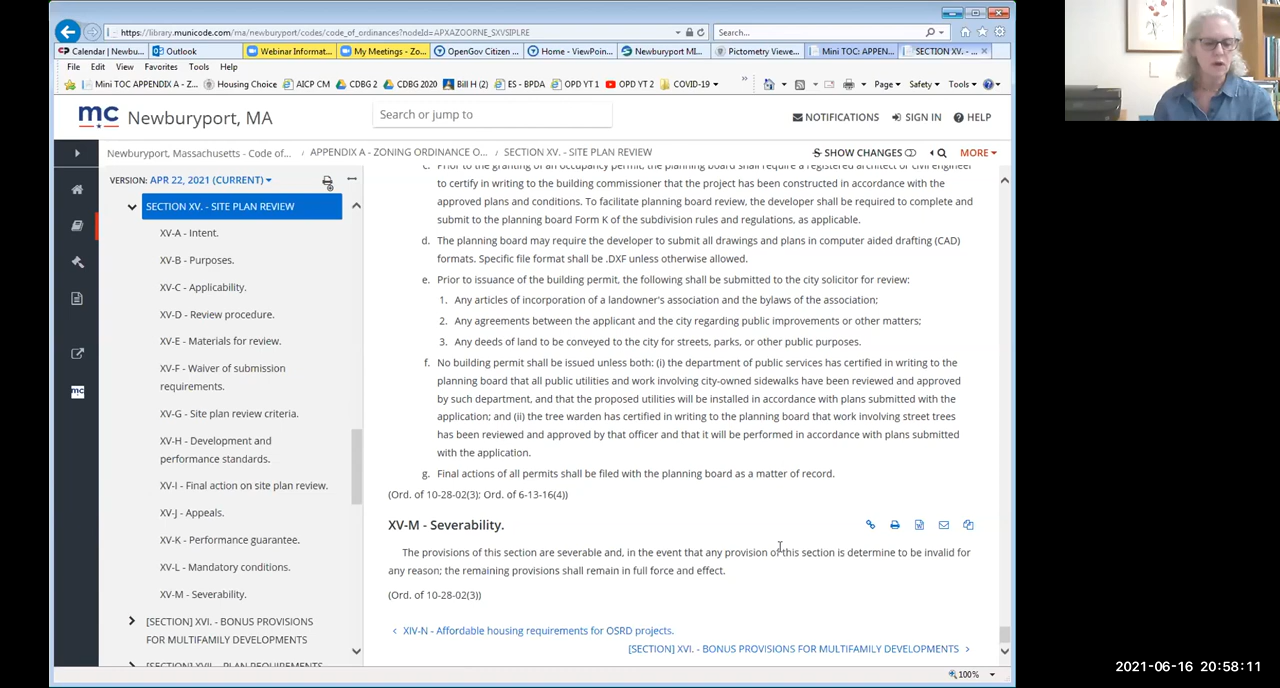 https://library.municode.com/ma/newburyport/codes/code_of_ordinances?nodeId=APXAZOORNE_SXVSIPLRE
Search...
Calendar | Newbu...
Outlook
Webinar Informat...
My Meetings - Zo...
OpenGov Citizen ...
Home - ViewPoin...
Newburyport MI...
Pictometry Viewe...
Mini TOC: APPEN...
SECTION XV. - ...
File Edit View Favorites Tools Help
Mini TOC APPENDIX A - Z...
Housing Choice
AICP CM
CDBG 2
CDBG 2020
Bill H (2)
ES - BPDA
OPD YT 1
OPD YT 2
COVID-19
Page
Safety
Tools
mc
Newburyport, MA
Search or jump to
NOTIFICATIONS
SIGN IN
HELP
Newburyport, Massachusetts - Code of... / APPENDIX A - ZONING ORDINANCE O... / SECTION XV. - SITE PLAN REVIEW
SHOW CHANGES
MORE
VERSION: APR 22, 2021 (CURRENT)
SECTION XV. - SITE PLAN REVIEW
XV-A - Intent.
XV-B - Purposes.
XV-C - Applicability.
XV-D - Review procedure.
XV-E - Materials for review.
XV-F - Waiver of submission
requirements.
XV-G - Site plan review criteria.
XV-H - Development and
performance standards.
XV-I - Final action on site plan review.
XV-J - Appeals.
XV-K - Performance guarantee.
XV-L - Mandatory conditions.
XV-M - Severability.
[SECTION] XVI. - BONUS PROVISIONS
FOR MULTIFAMILY DEVELOPMENTS
[SECTION] XVII. - PLAN REQUIREMENTS
mc
c. Prior to the granting of an occupancy permit, the planning board shall require a registered architect or civil engineer
to certify in writing to the building commissioner that the project has been constructed in accordance with the
approved plans and conditions. To facilitate planning board review, the developer shall be required to complete and
submit to the planning board Form K of the subdivision rules and regulations, as applicable.
d. The planning board may require the developer to submit all drawings and plans in computer aided drafting (CAD)
formats. Specific file format shall be .DXF unless otherwise allowed.
e. Prior to issuance of the building permit, the following shall be submitted to the city solicitor for review:
1. Any articles of incorporation of a landowner's association and the bylaws of the association;
2. Any agreements between the applicant and the city regarding public improvements or other matters;
3. Any deeds of land to be conveyed to the city for streets, parks, or other public purposes.
f. No building permit shall be issued unless both: (i) the department of public services has certified in writing to the
planning board that all public utilities and work involving city-owned sidewalks have been reviewed and approved
by such department, and that the proposed utilities will be installed in accordance with plans submitted with the
application; and (ii) the tree warden has certified in writing to the planning board that work involving street trees
has been reviewed and approved by that officer and that it will be performed in accordance with plans submitted
with the application.
g. Final actions of all permits shall be filed with the planning board as a matter of record.
(Ord. of 10-28-02(3); Ord. of 6-13-16(4))
XV-M - Severability.
The provisions of this section are severable and, in the event that any provision of this section is determine to be invalid for
any reason; the remaining provisions shall remain in full force and effect.
(Ord. of 10-28-02(3))
< XIV-N - Affordable housing requirements for OSRD projects.
[SECTION] XVI. - BONUS PROVISIONS FOR MULTIFAMILY DEVELOPMENTS >
100%
2021-06-16 20:58:11